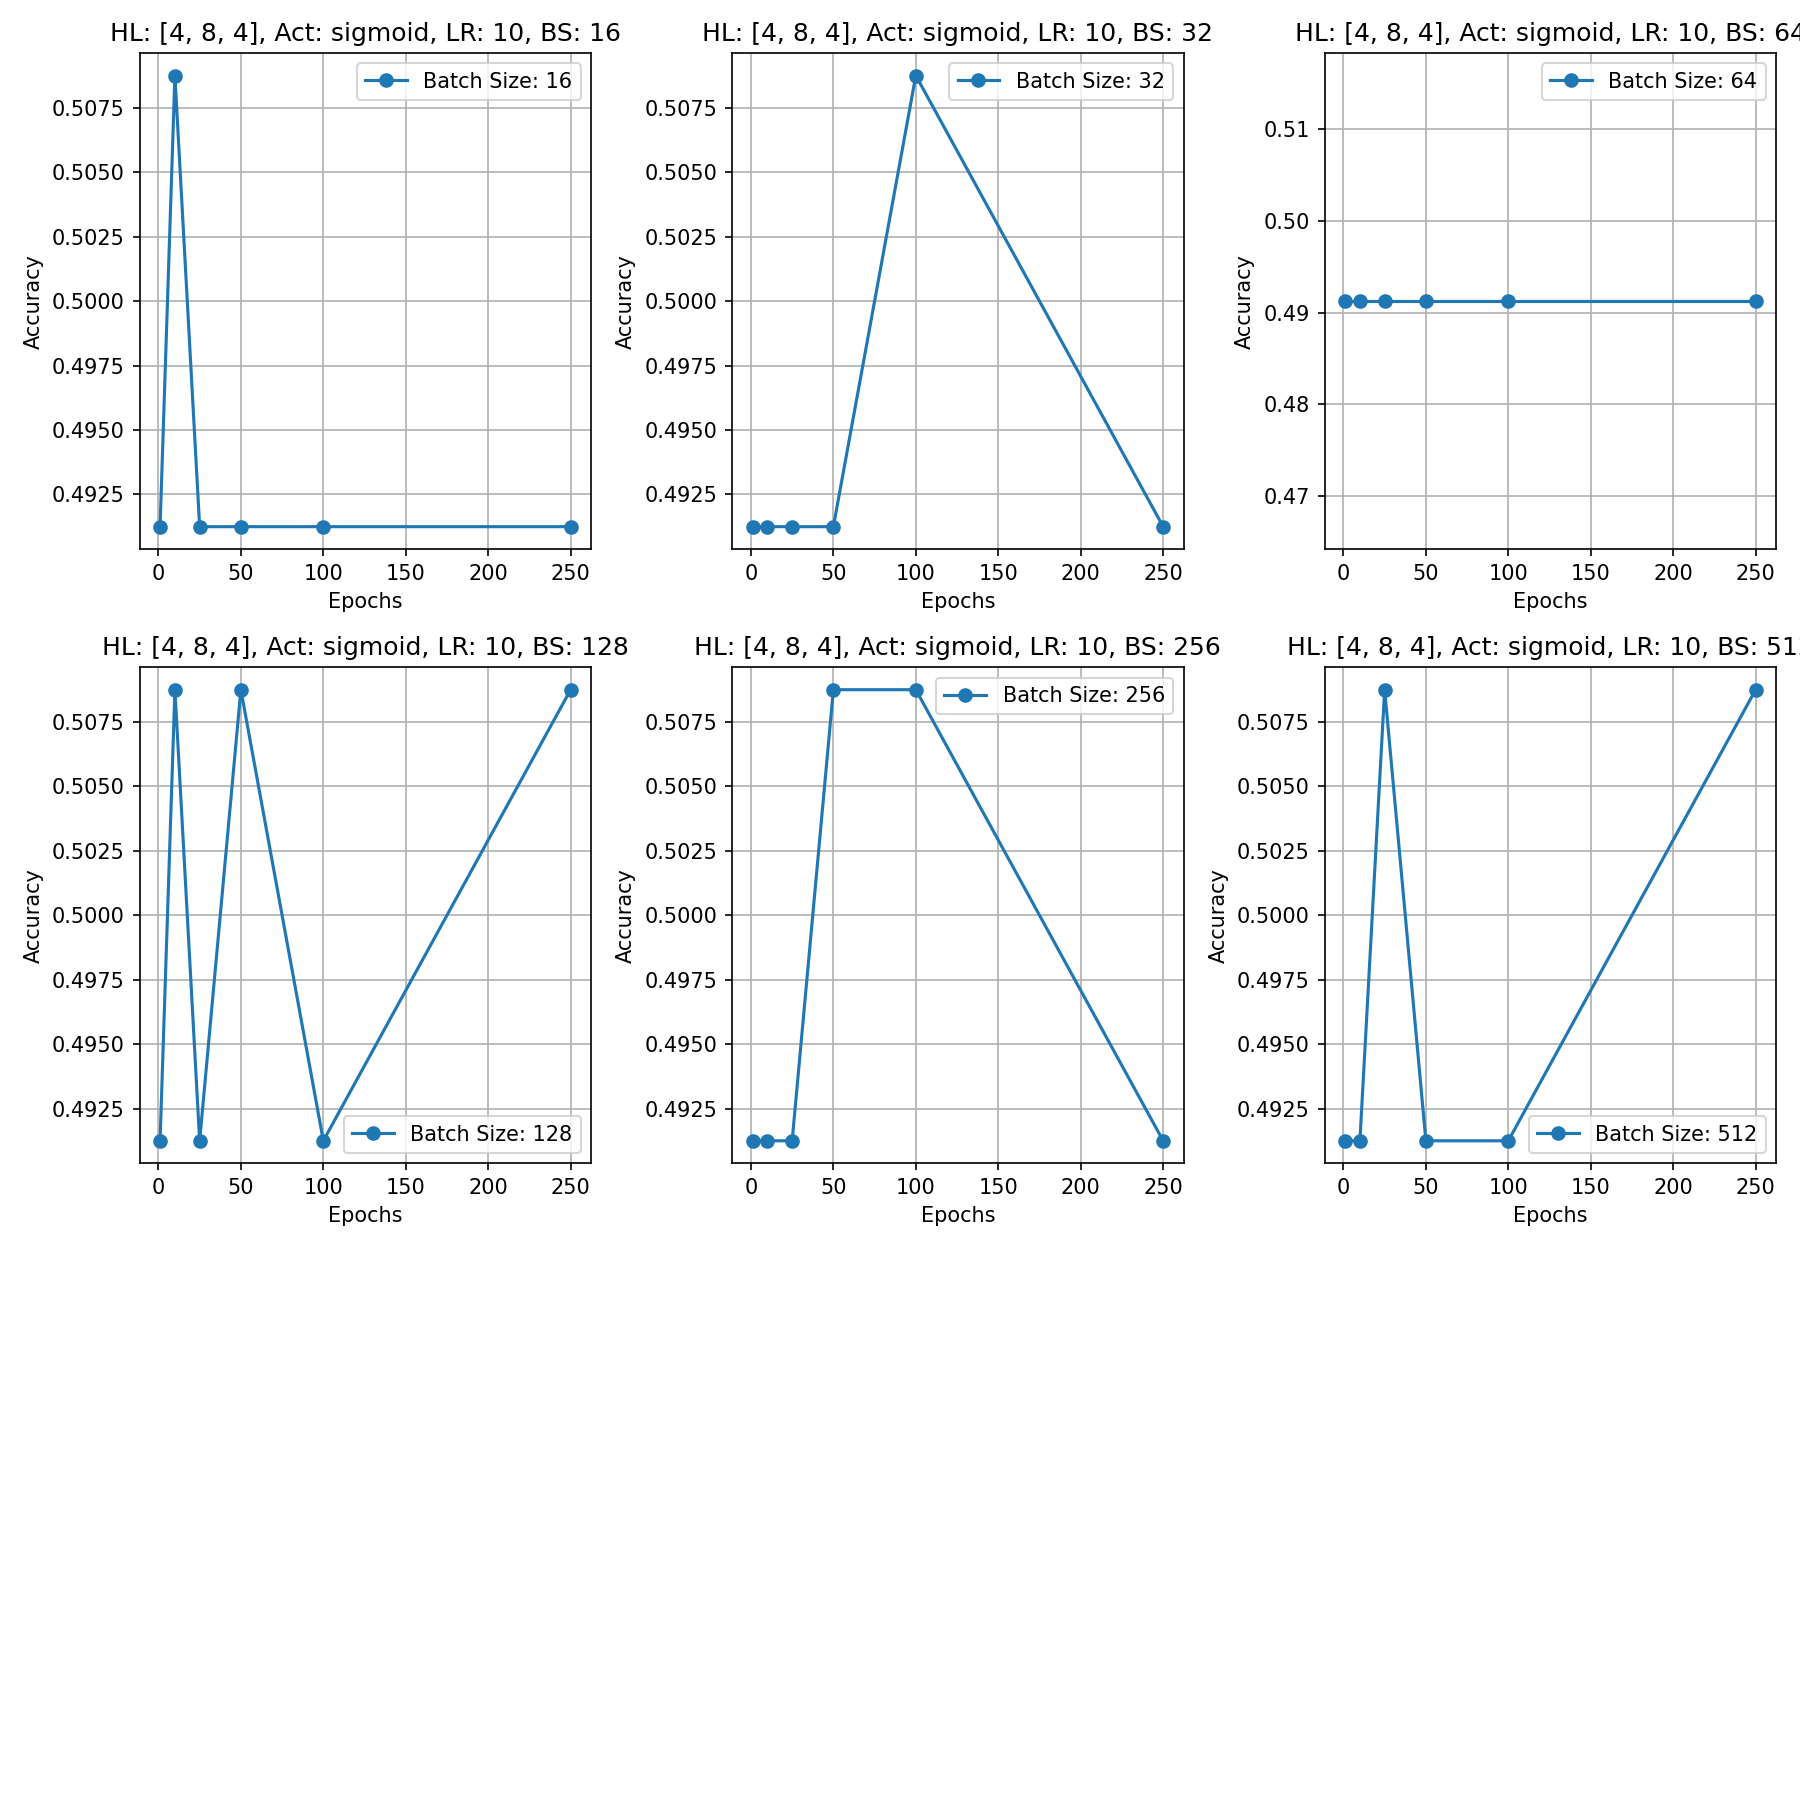 HL: [4, 8, 4], Act: sigmoid, LR: 10, BS: 16
Batch Size: 16
0.5075
0.5050
0.5025
0.5000
0.4975
0.4950
0.4925
Accuracy
0 50 100 150 200 250
Epochs
HL: [4, 8, 4], Act: sigmoid, LR: 10, BS: 32
Batch Size: 32
0.5075
0.5050
0.5025
0.5000
0.4975
0.4950
0.4925
Accuracy
0 50 100 150 200 250
Epochs
HL: [4, 8, 4], Act: sigmoid, LR: 10, BS: 64
Batch Size: 64
0.51
0.50
0.49
0.48
0.47
Accuracy
0 50 100 150 200 250
Epochs
HL: [4, 8, 4], Act: sigmoid, LR: 10, BS: 128
0.5075
0.5050
0.5025
0.5000
0.4975
0.4950
0.4925
Accuracy
Batch Size: 128
0 50 100 150 200 250
Epochs
HL: [4, 8, 4], Act: sigmoid, LR: 10, BS: 256
Batch Size: 256
0.5075
0.5050
0.5025
0.5000
0.4975
0.4950
0.4925
Accuracy
0 50 100 150 200 250
Epochs
HL: [4, 8, 4], Act: sigmoid, LR: 10, BS: 512
0.5075
0.5050
0.5025
0.5000
0.4975
0.4950
0.4925
Accuracy
Batch Size: 512
0 50 100 150 200 250
Epochs